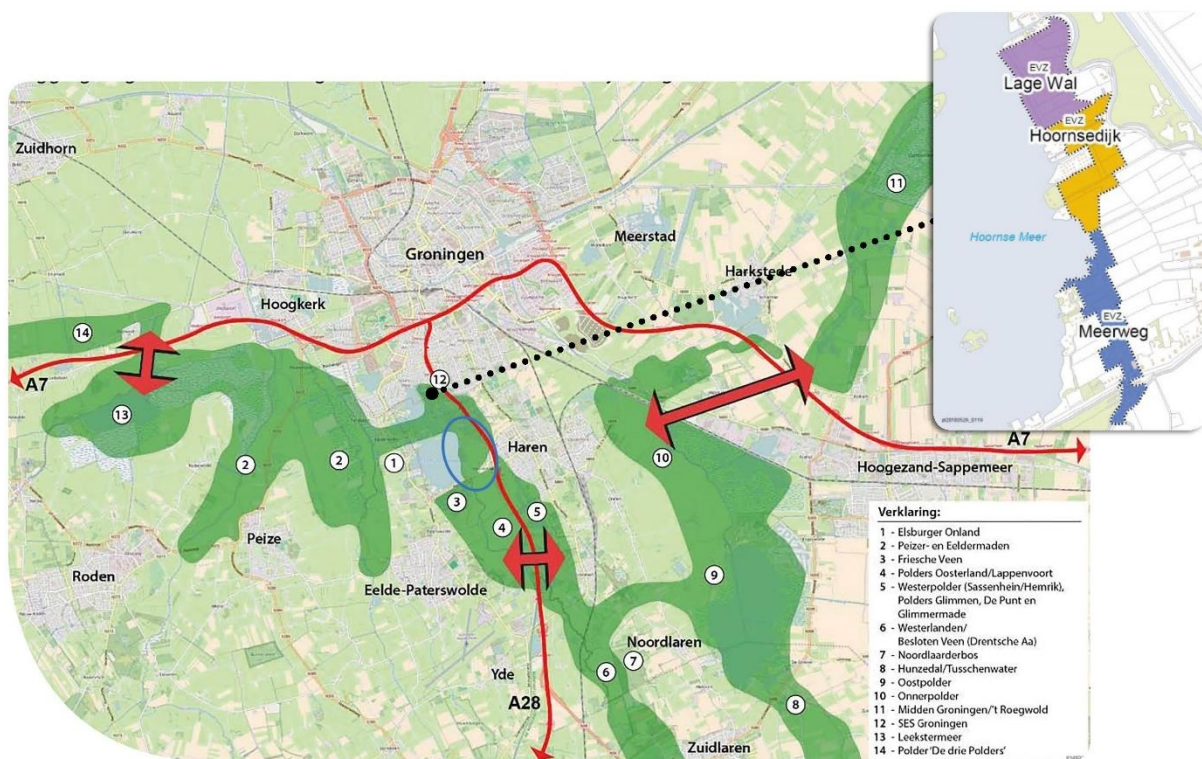 Zuidhorn
Groningen
Meerstad
Harkstede
Hoogkerk
11
14
A7
12
13
2
2
1
Haren
10
A7
Hoogezand-Sappemeer
3
5
4
Peize
Roden
Eelde-Paterswolde
9
Noordlaren
7
6
Yde
A28
8
Zuidlaren
EVZ
Lage Wal
EVZ
Hoornsedijk
Hoornse Meer
EVZ
Meerweg
Verklaring:
1 - Elsburger Onland
2 - Peizer- en Eeldermaden
3 - Friesche Veen
4 - Polders Oosterland/Lappenvoort
5 - Westerpolder (Sassenhein/Hemrik),
Polders Glimmen, De Punt en
Glimmermade
6 - Westerlanden/
Besloten Veen (Drentsche Aa)
7 - Noordlaarderbos
8 - Hunzedal/Tusschenwater
9 - Oostpolder
10 - Onnerpolder
11 - Midden Groningen/'t Roegwold
12 - SES Groningen
13 - Leekstermeer
14 - Polder 'De drie Polders'